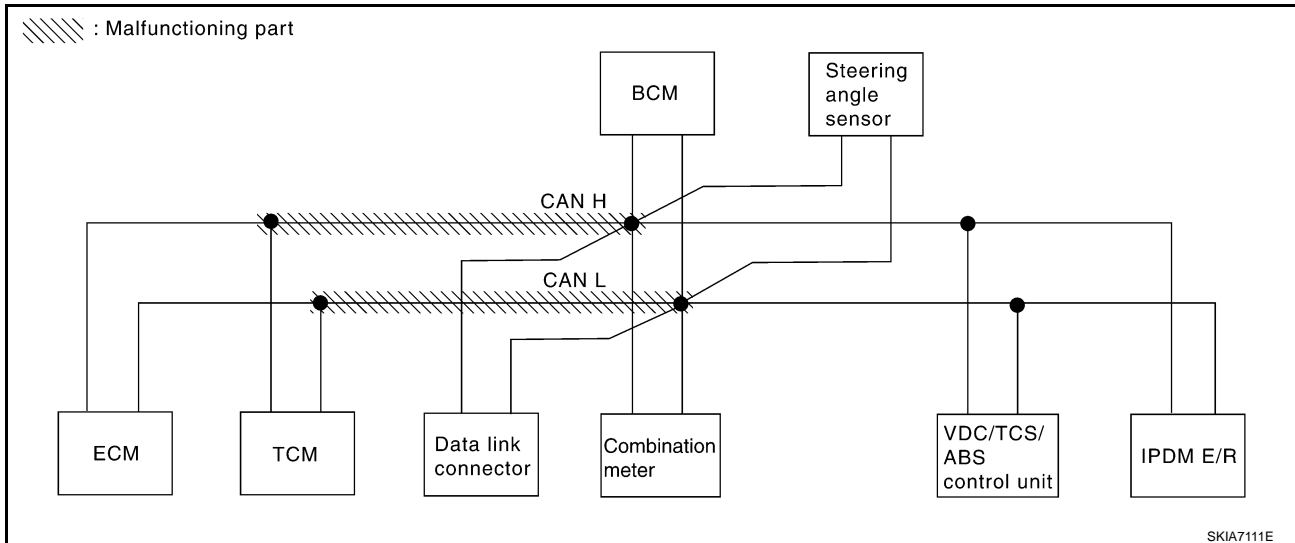 : Malfunctioning part
BCM
Steering
angle
sensor
CAN H
CAN L
ECM
TCM
Data link
connector
Combination
meter
VDC/TCS/
ABS
control unit
IPDM E/R
SKIA7111E